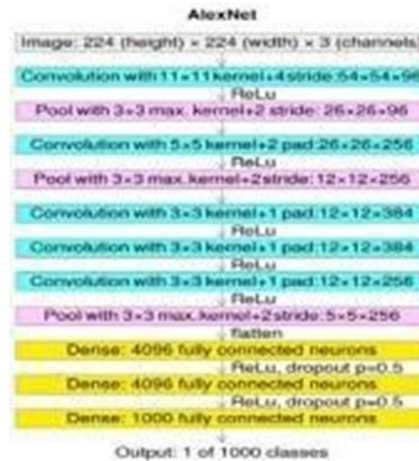 AlexNet
Image: 224 (height) × 224 (width) × 3 (channels)
Convolution with 11×11 kernel+4 stride:54×54×96
ReLu
Pool with 3×3 max. kernel+2 stride: 26×26×96
Convolution with 5×5 kernel+2 pad:26×26×256
ReLu
Pool with 3×3 max. kernel+2stride:12×12×256
Convolution with 3×3 kernel+1 pad:12×12×384
ReLu
Convolution with 3×3 kernel+1 pad:12×12×384
ReLu
Convolution with 3×3 kernel+1 pad:12×12×256
ReLu
Pool with 3×3 max. kernel+2stride:5×5×256
flatten
Dense: 4096 fully connected neurons
ReLu, dropout p=0.5
Dense: 4096 fully connected neurons
ReLu, dropout p=0.5
Dense: 1000 fully connected neurons
Output: 1 of 1000 classes